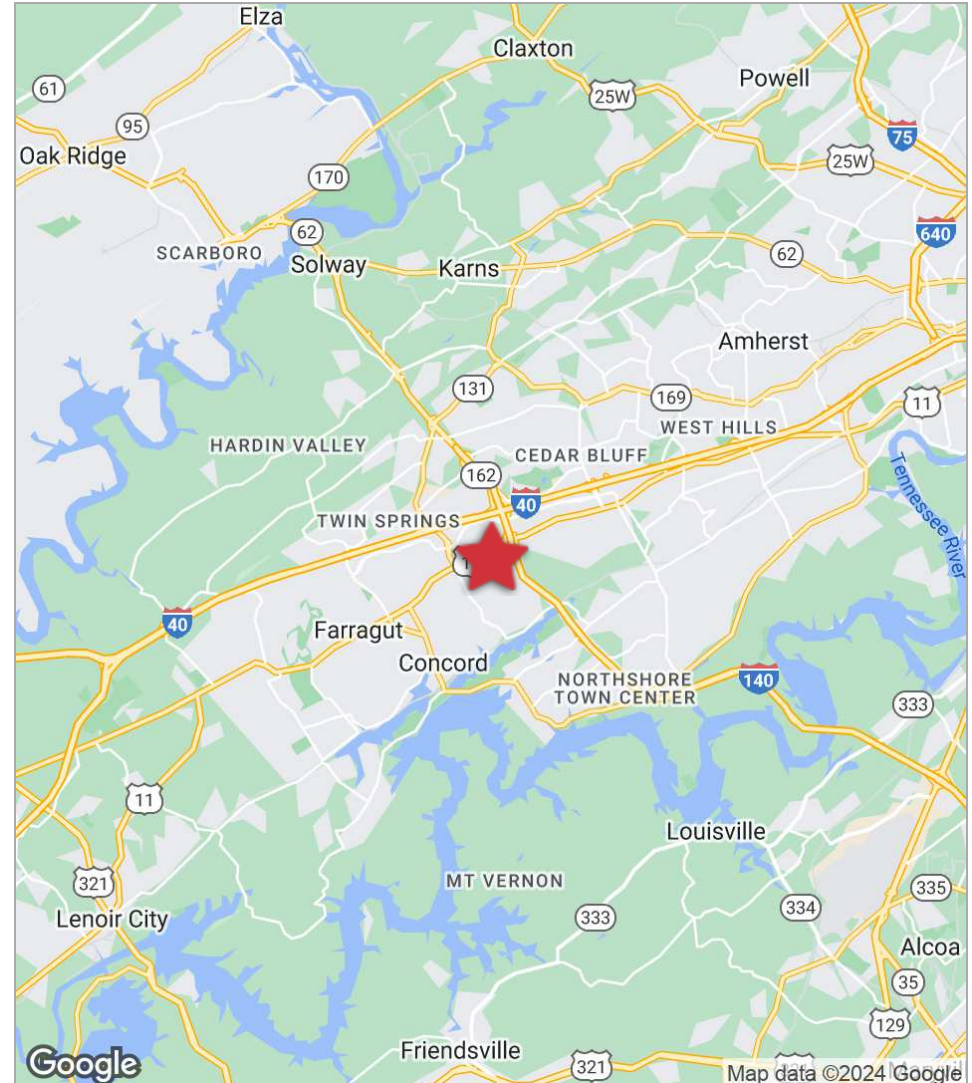 Elza
Claxton
Powell
61
25W
95
75
Oak Ridge
25W
170
640
62
SCARBORO
62
Solway
Karns
Amherst
131
169
11
WEST HILLS
HARDIN VALLEY
CEDAR BLUFF
162
40
Tennessee River
TWIN SPRINGS
40
Farragut
Concord
NORTHSHORE
TOWN CENTER
140
333
11
Louisville
321
MT VERNON
335
334
333
Lenoir City
Alcoa
35
129
Friendsville
321
Google
Map data ©2024 Google